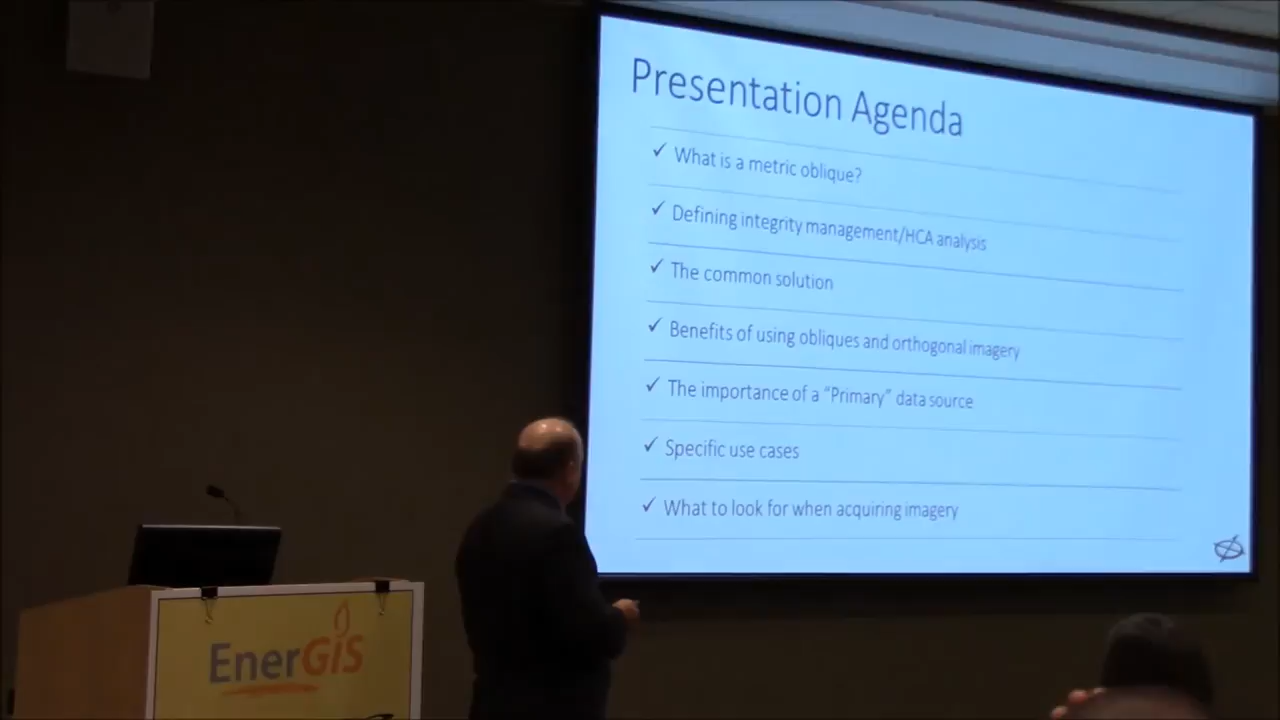 Presentation Agenda
✓ What is a metric oblique?
✓ Defining integrity management/HCA analysis
✓ The common solution
✓ Benefits of using obliques and orthogonal imagery
✓ The importance of a “Primary” data source
✓ Specific use cases
✓ What to look for when acquiring imagery
EnerGIS